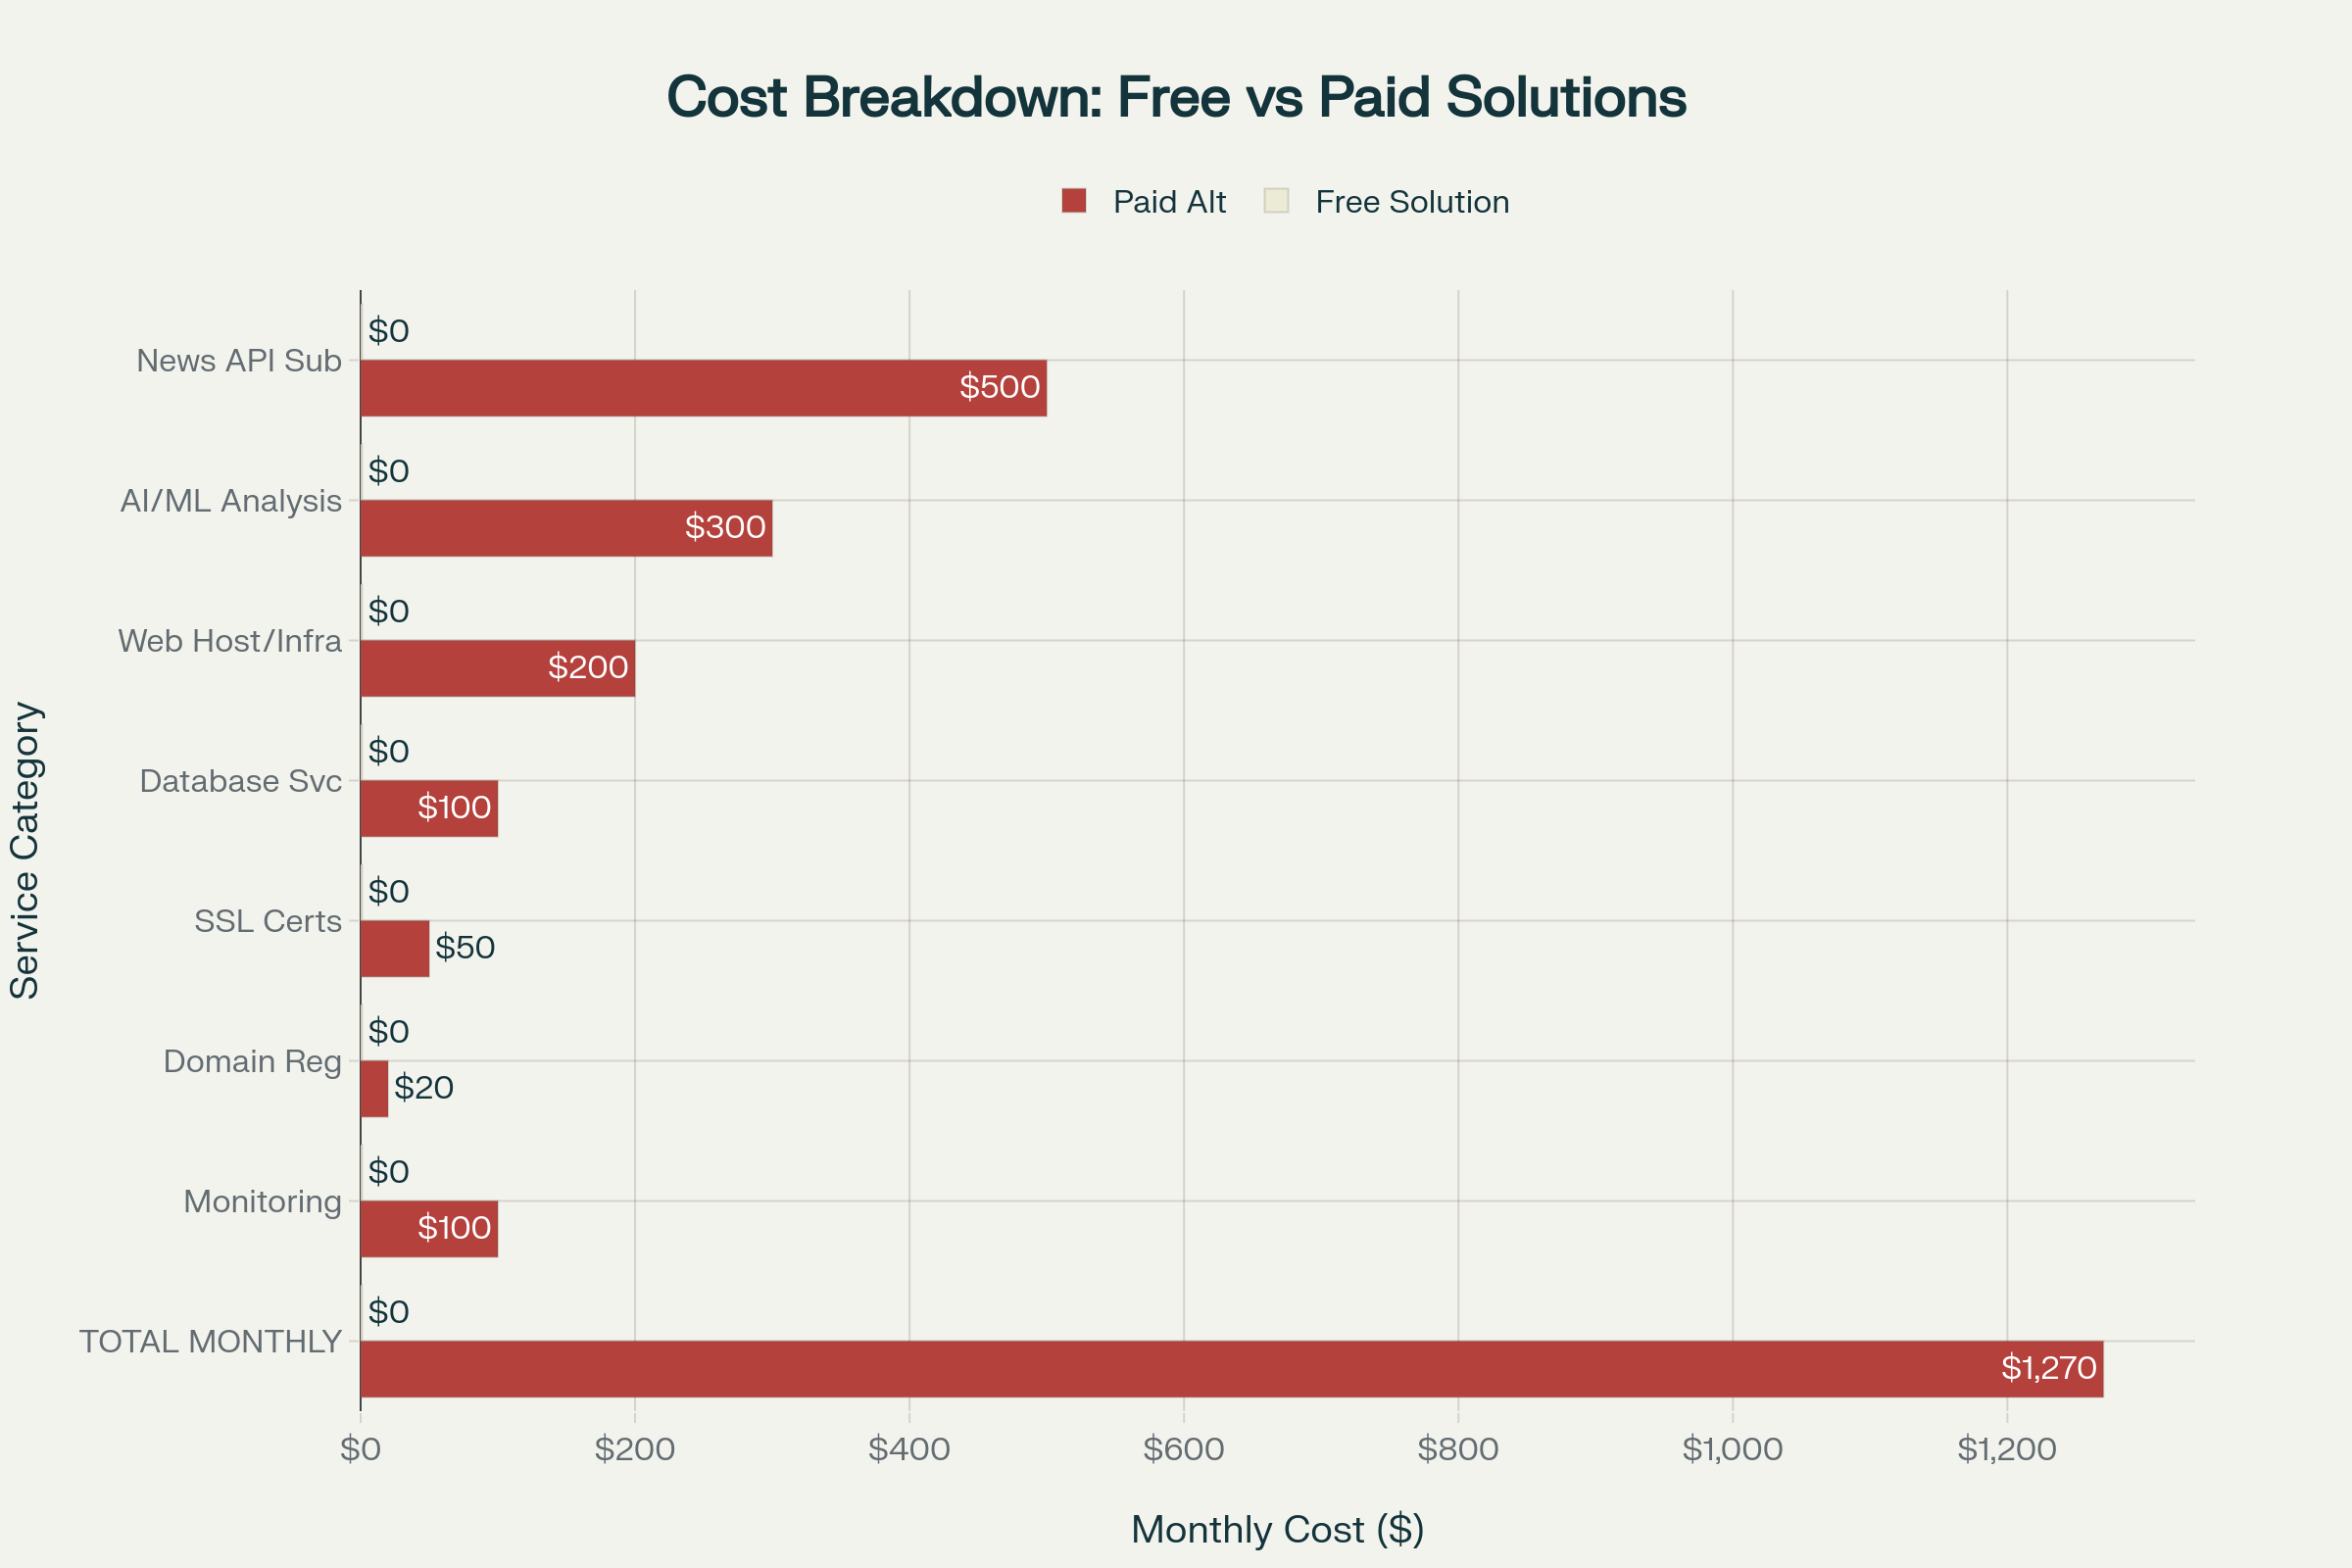 Cost Breakdown: Free vs Paid Solutions
Paid Alt
Free Solution
Service Category
News API Sub
$0
$500
AI/ML Analysis
$0
$300
Web Host/Infra
$0
$200
Database Svc
$0
$100
SSL Certs
$0
$50
Domain Reg
$0
$20
Monitoring
$0
$100
TOTAL MONTHLY
$0
$1,270
$0 $200 $400 $600 $800 $1,000 $1,200
Monthly Cost ($)